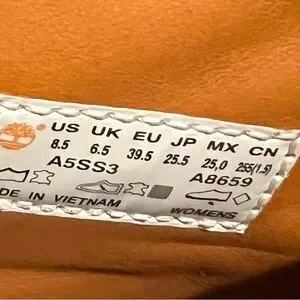 US UK EU JP MX CN
8.5 6.5 39.5 25.5 25,0 255(1.5)
A5SS3 A8659
DE IN VIETNAM WOMENS